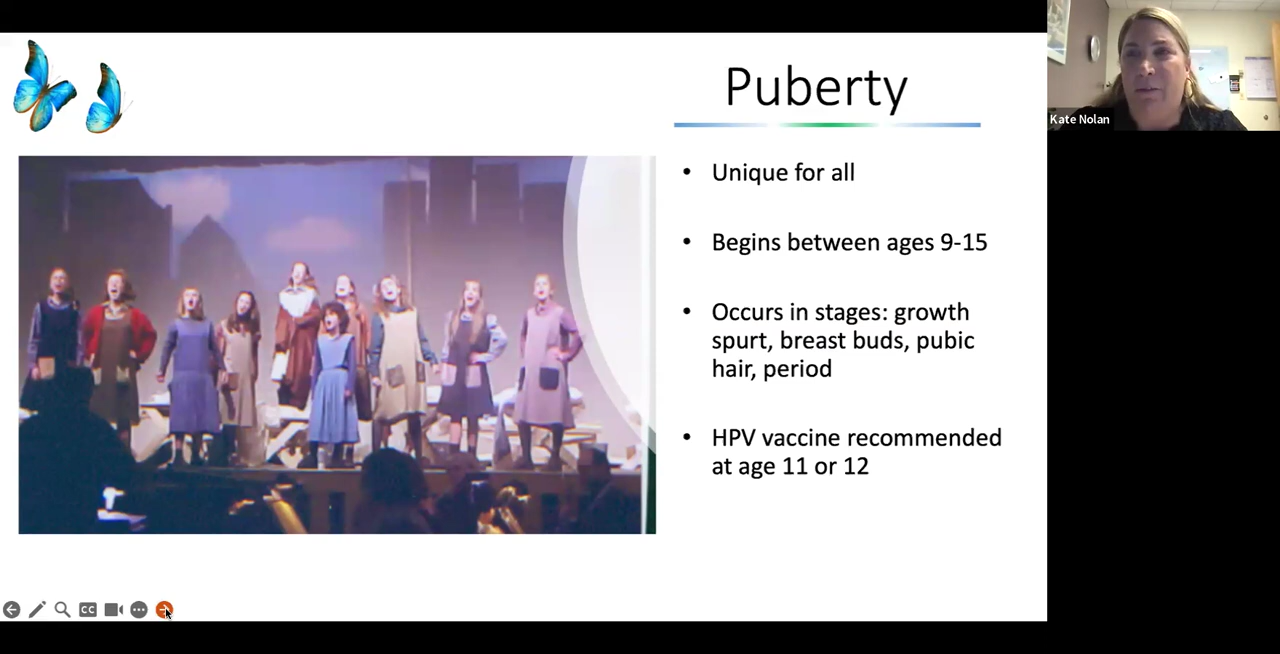 Puberty
Kate Nolan
• Unique for all
• Begins between ages 9-15
• Occurs in stages: growth
spurt, breast buds, pubic
hair, period
• HPV vaccine recommended
at age 11 or 12
CC